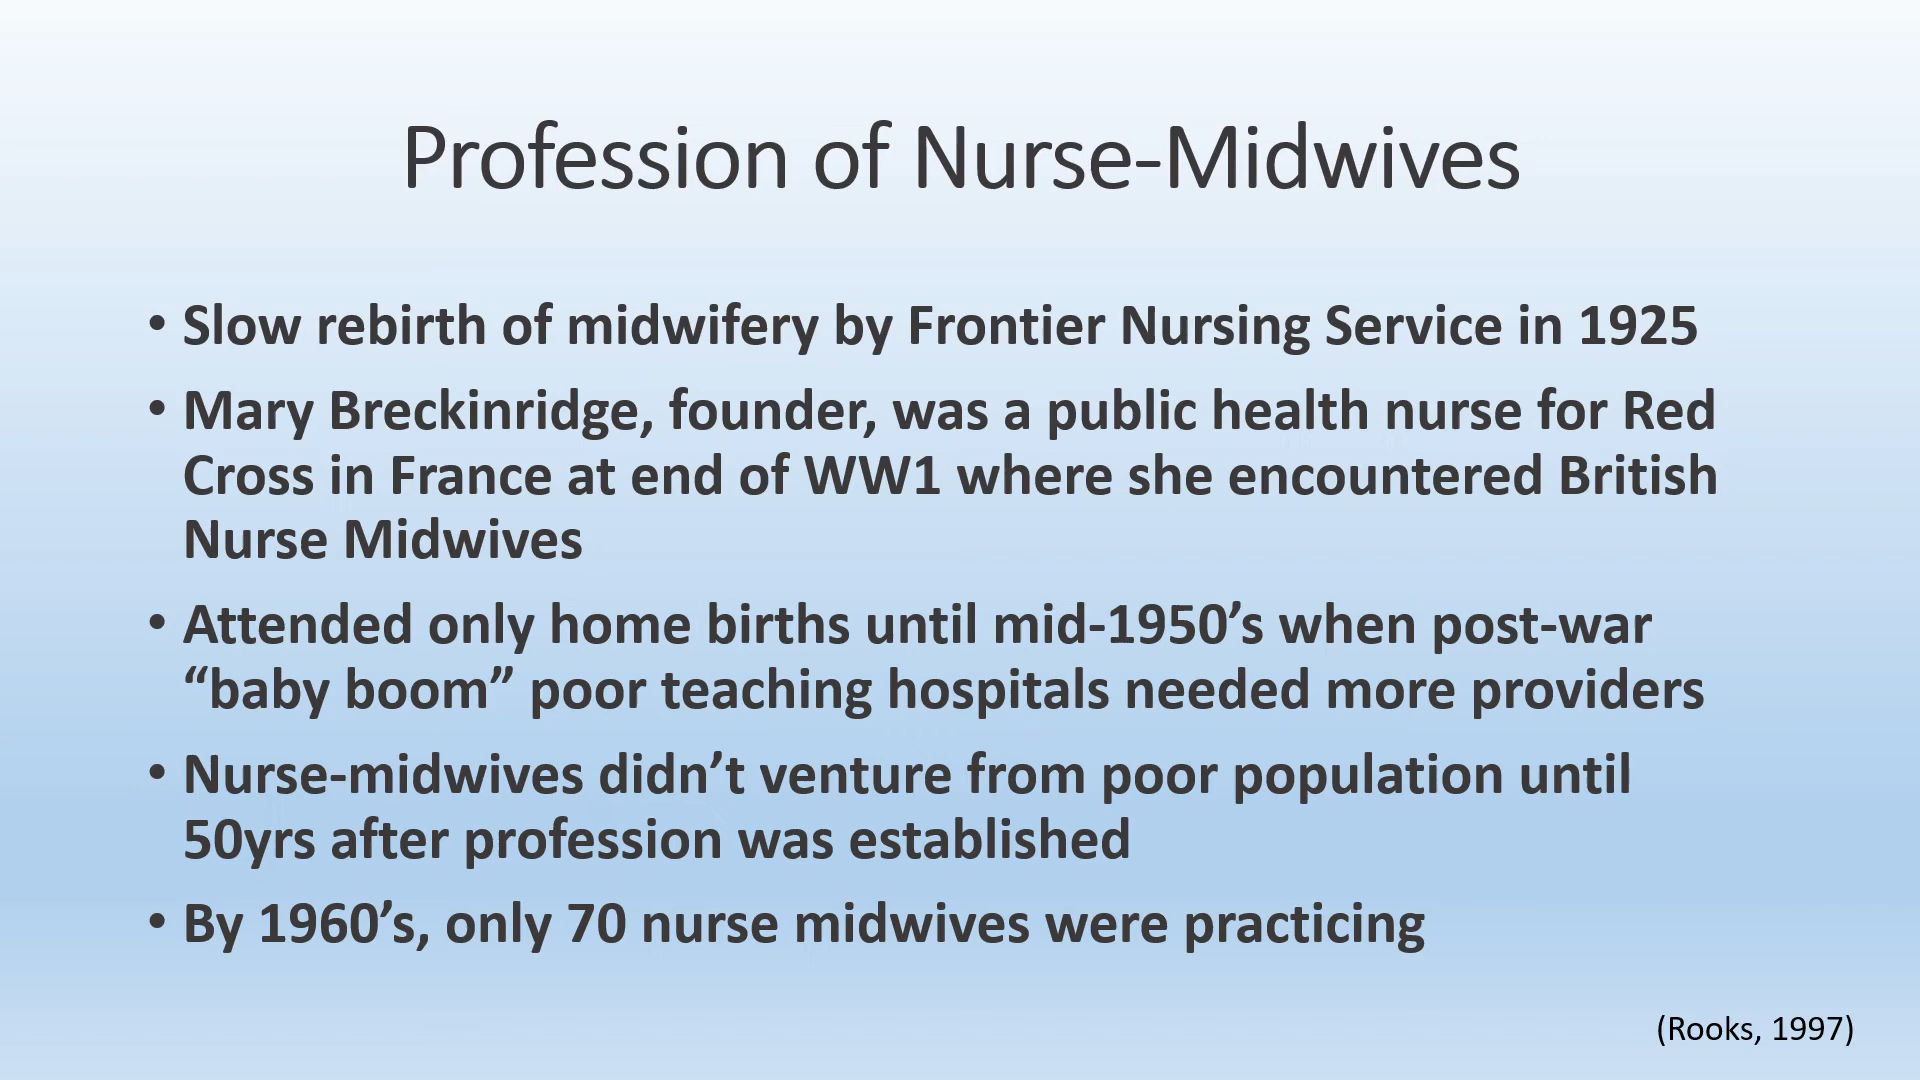 Profession of Nurse-Midwives
• Slow rebirth of midwifery by Frontier Nursing Service in 1925
• Mary Breckinridge, founder, was a public health nurse for Red
Cross in France at end of WW1 where she encountered British
Nurse Midwives
• Attended only home births until mid-1950’s when post-war
“baby boom” poor teaching hospitals needed more providers
• Nurse-midwives didn’t venture from poor population until
50yrs after profession was established
• By 1960’s, only 70 nurse midwives were practicing
(Rooks, 1997)